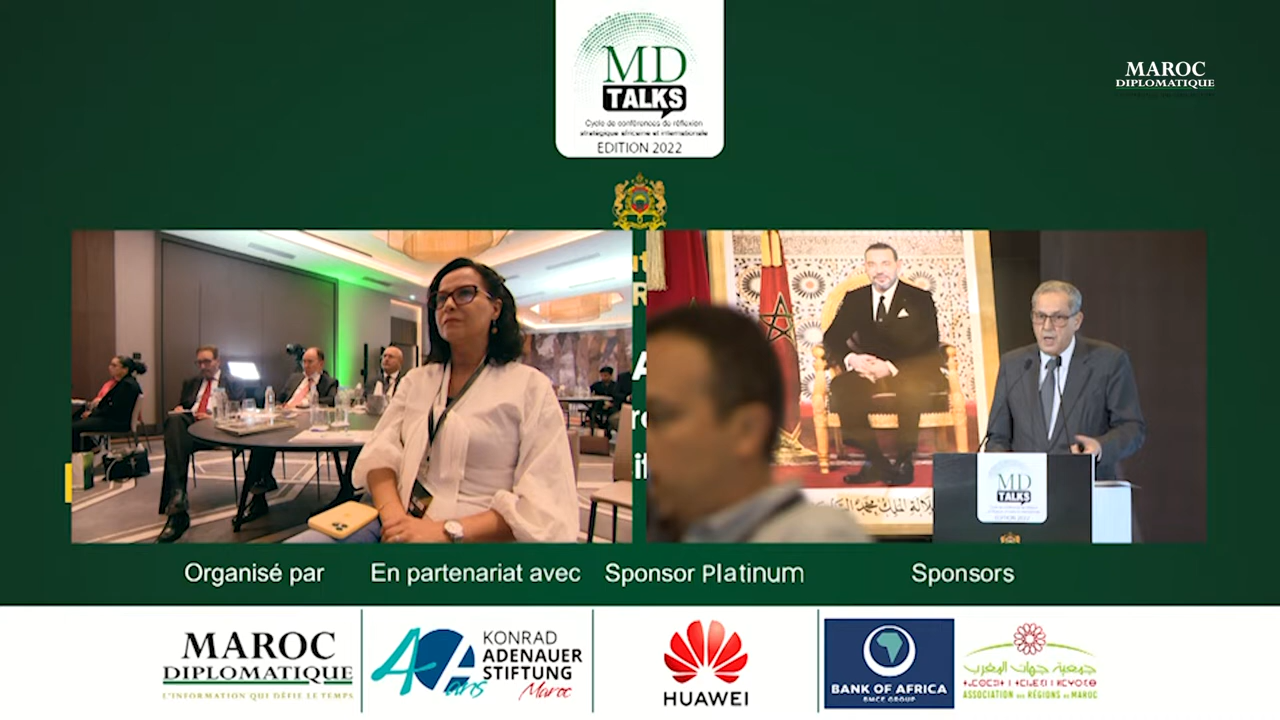 MD
TALKS
Cycle de conférences de réflexion
stratégique africaine et internationale
EDITION 2022
MAROC
DIPLOMATIQUE
MD
TALKS
EDITION 2022
Organisé par
En partenariat avec
Sponsor Platinum
Sponsors
MAROC
DIPLOMATIQUE
L'INFORMATION QUI DÉFIE LE TEMPS
40 ans
KONRAD
ADENAUER
STIFTUNG
Maroc
HUAWEI
BANK OF AFRICA
BMCE GROUP
جمعية جهات المغرب
ASSOCIATION DES RÉGIONS DU MAROC